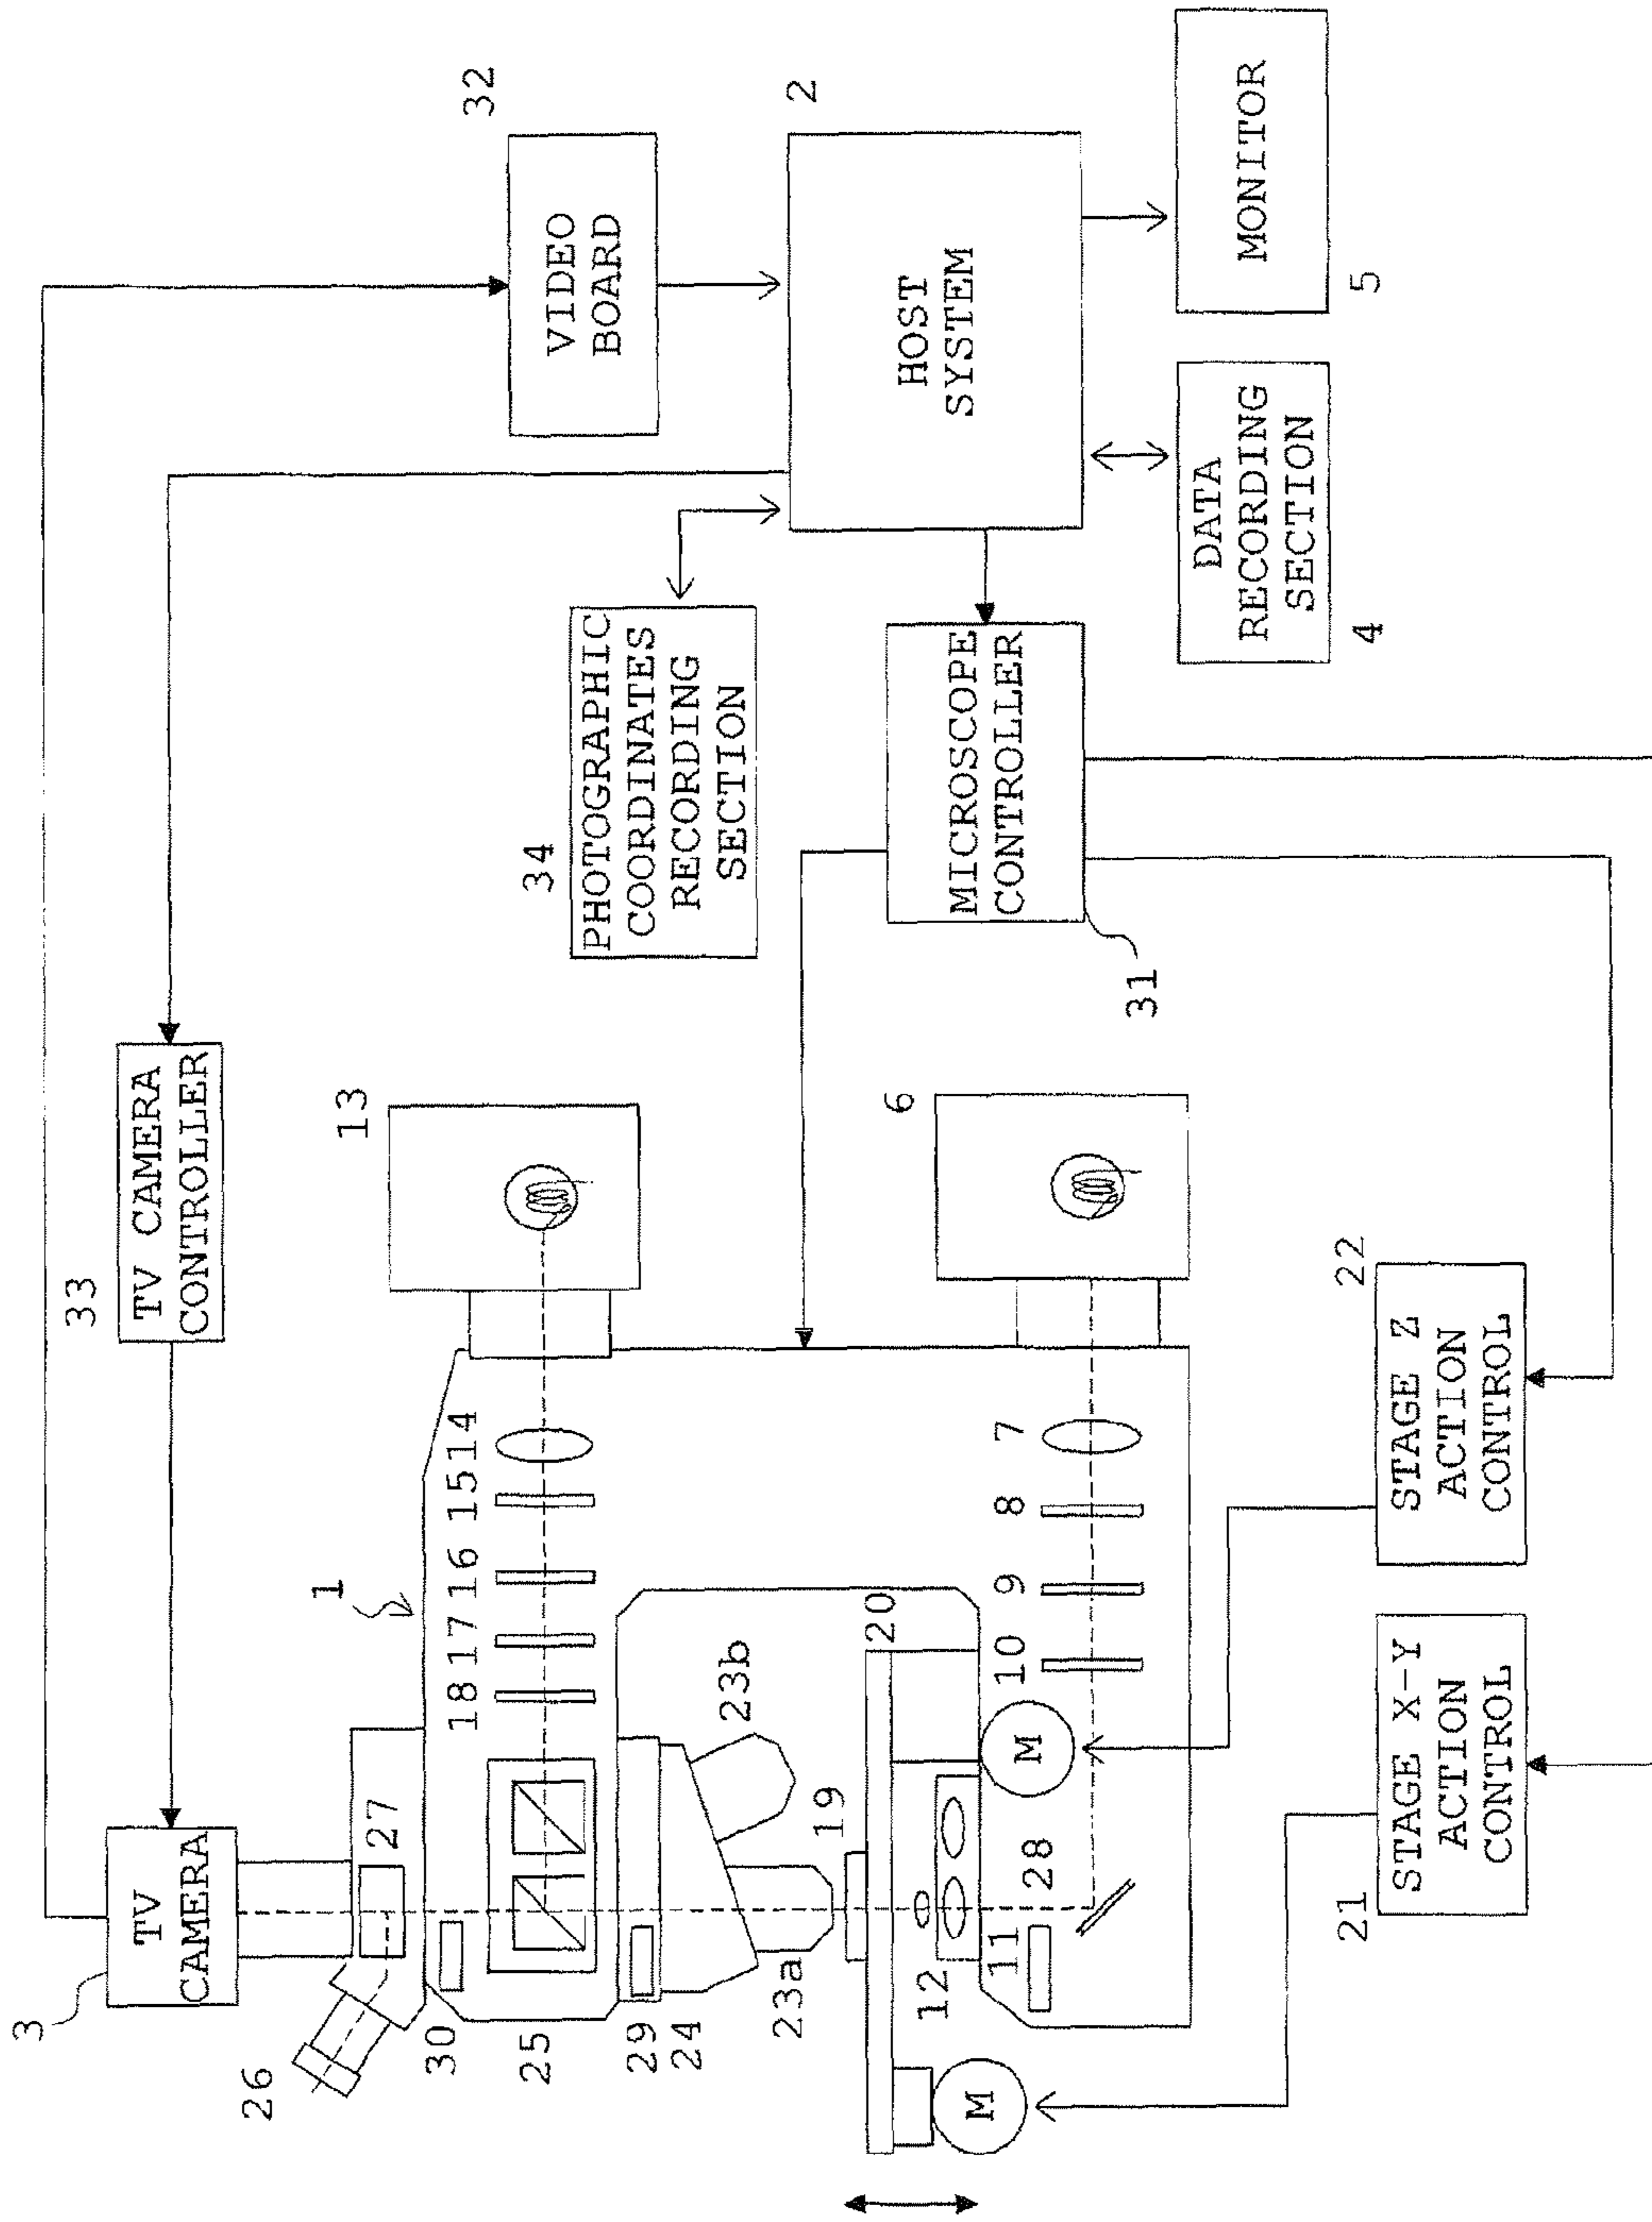 3
TV
CAMERA
33
TV CAMERA
CONTROLLER
32
VIDEO
BOARD
34
PHOTOGRAPHIC
COORDINATES
RECORDING
SECTION
2
HOST
SYSTEM
MICROSCOPE
CONTROLLER
31
DATA
RECORDING
SECTION
4
MONITOR
5
26
27
1
13
30
18
17
16
15
14
25
29
24
23a
23b
19
20
6
12
11
28
10
9
8
7
M
M
21
STAGE X-Y
ACTION
CONTROL
22
STAGE Z
ACTION
CONTROL